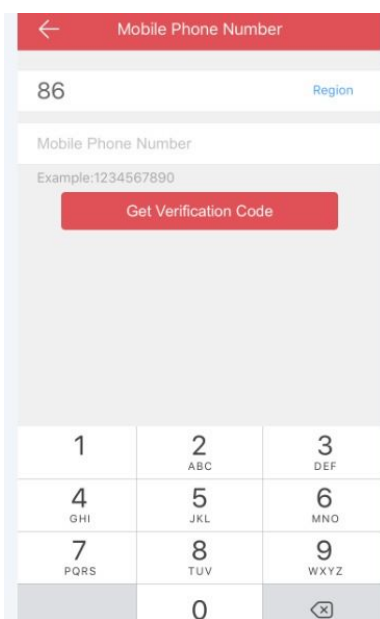 Mobile Phone Number
86 Region
Mobile Phone Number
Example:1234567890
Get Verification Code
1 2 3
ABC DEF
4 5 6
GHI JKL MNO
7 8 9
PQRS TUV WXYZ
0